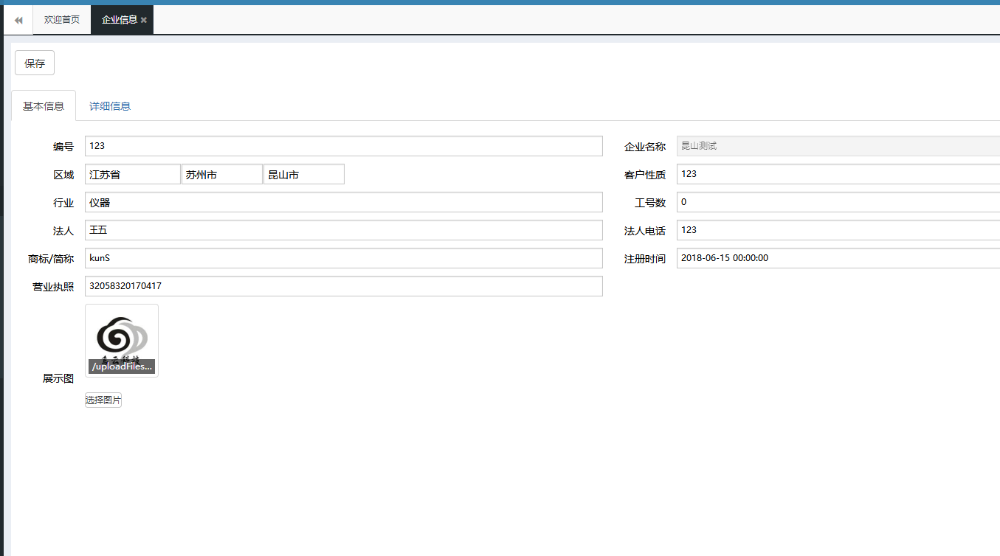 欢迎首页 企业信息
保存
基本信息 详细信息
编号 123 企业名称 昆山测试
区域 江苏省 苏州市 昆山市 客户性质 123
行业 仪器 工号数 0
法人 王五 法人电话 123
商标/简称 kunS 注册时间 2018-06-15 00:00:00
营业执照 32058320170417
/uploadFiles...
展示图
选择图片